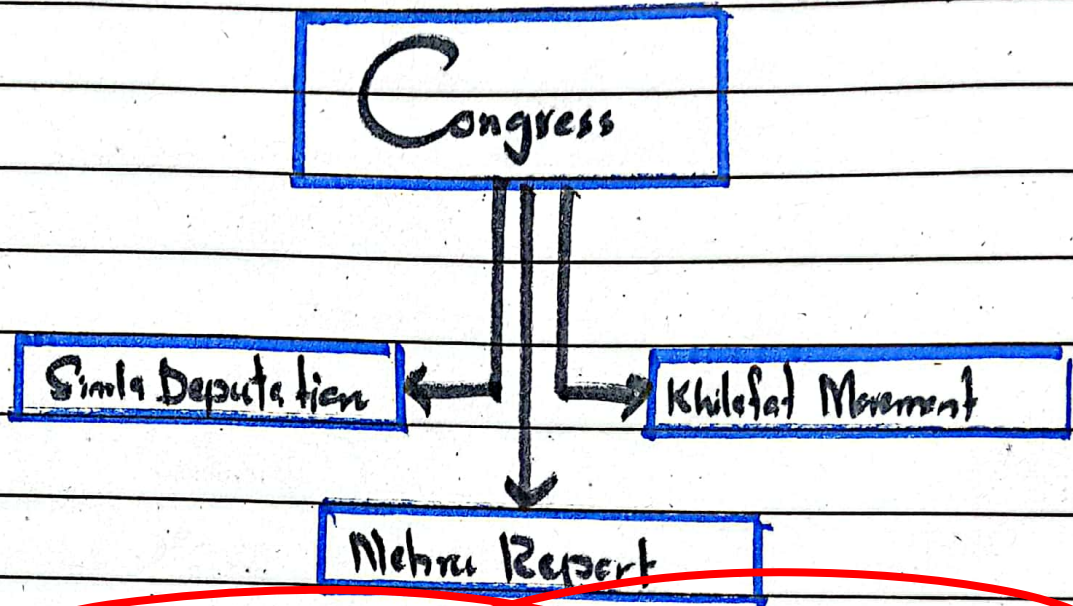 Congress
Simla Deputation
Khilafat Movement
Nehru Report